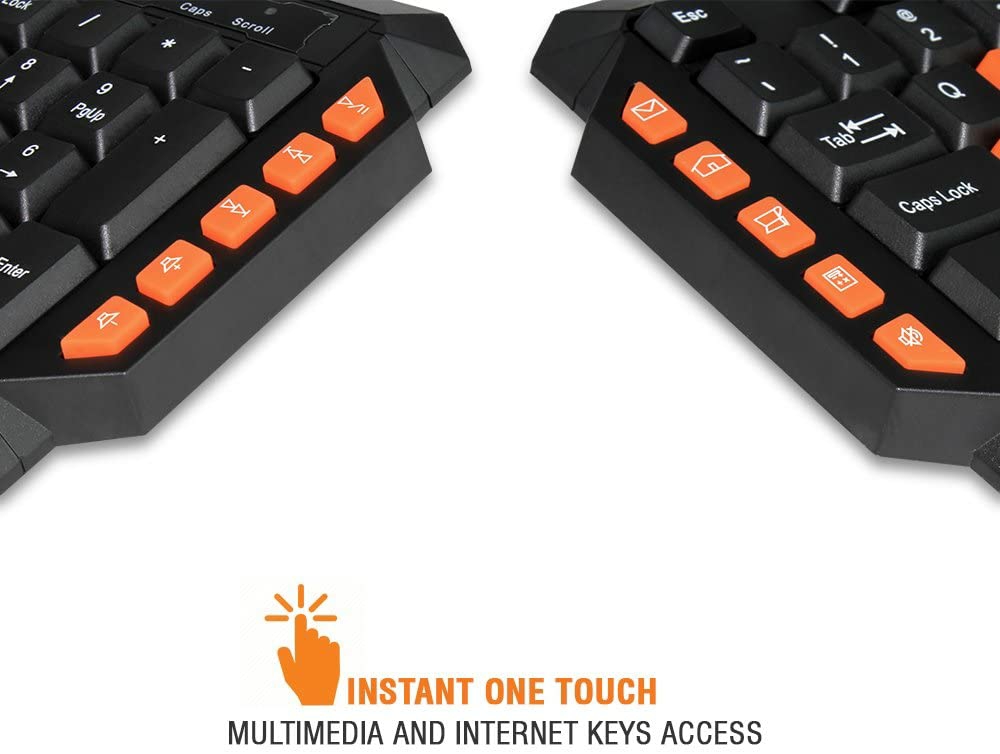 Lock
Caps
Scroll
/
*
-
8
9
PgUp
+
6
Enter
Esc
~
!
1
@
2
Tab
Q
Caps Lock
INSTANT ONE TOUCH
MULTIMEDIA AND INTERNET KEYS ACCESS